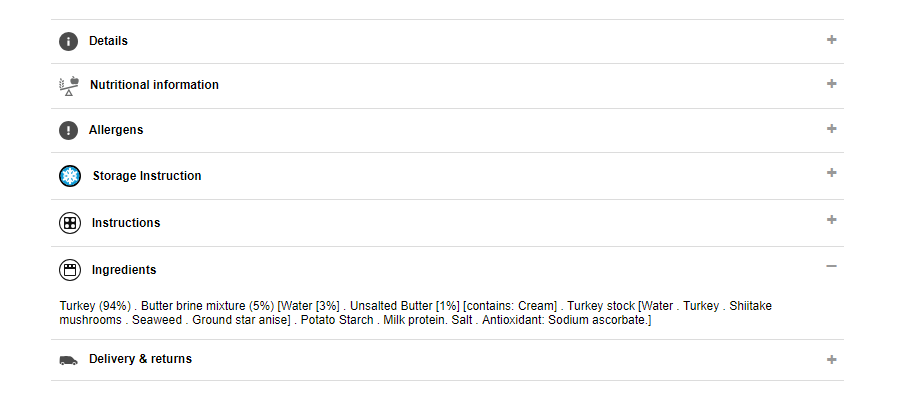 Details
Nutritional information
Allergens
Storage Instruction
Instructions
Ingredients
Turkey (94%) . Butter brine mixture (5%) [Water [3%] . Unsalted Butter [1%] [contains: Cream] . Turkey stock [Water . Turkey . Shiitake
mushrooms . Seaweed . Ground star anise] . Potato Starch . Milk protein. Salt . Antioxidant: Sodium ascorbate.]
Delivery & returns